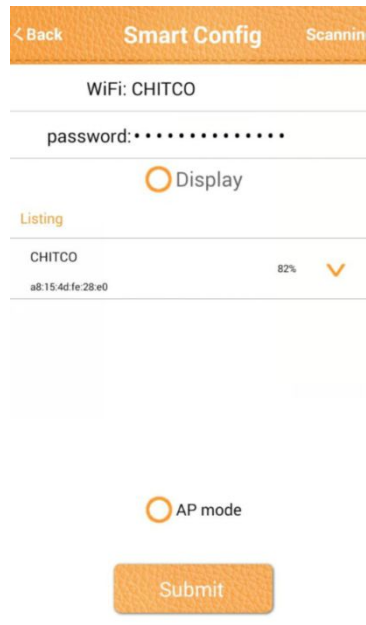 < Back Smart Config Scannin
WiFi: CHITCO
password:••••••••••••••
Display
Listing
CHITCO
82%
a8:15:4d:fe:28:e0
AP mode
Submit